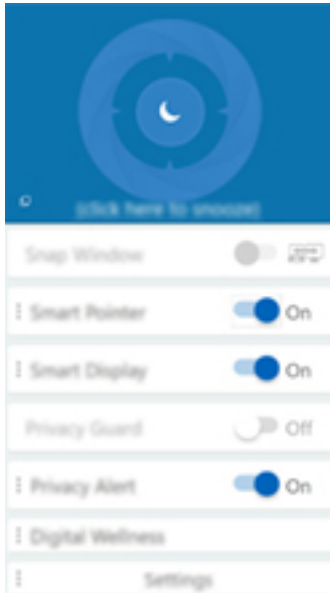 (click here to snooze)
Snap Window
Smart Pointer On
Smart Display On
Privacy Guard Off
Privacy Alert On
Digital Wellness
Settings